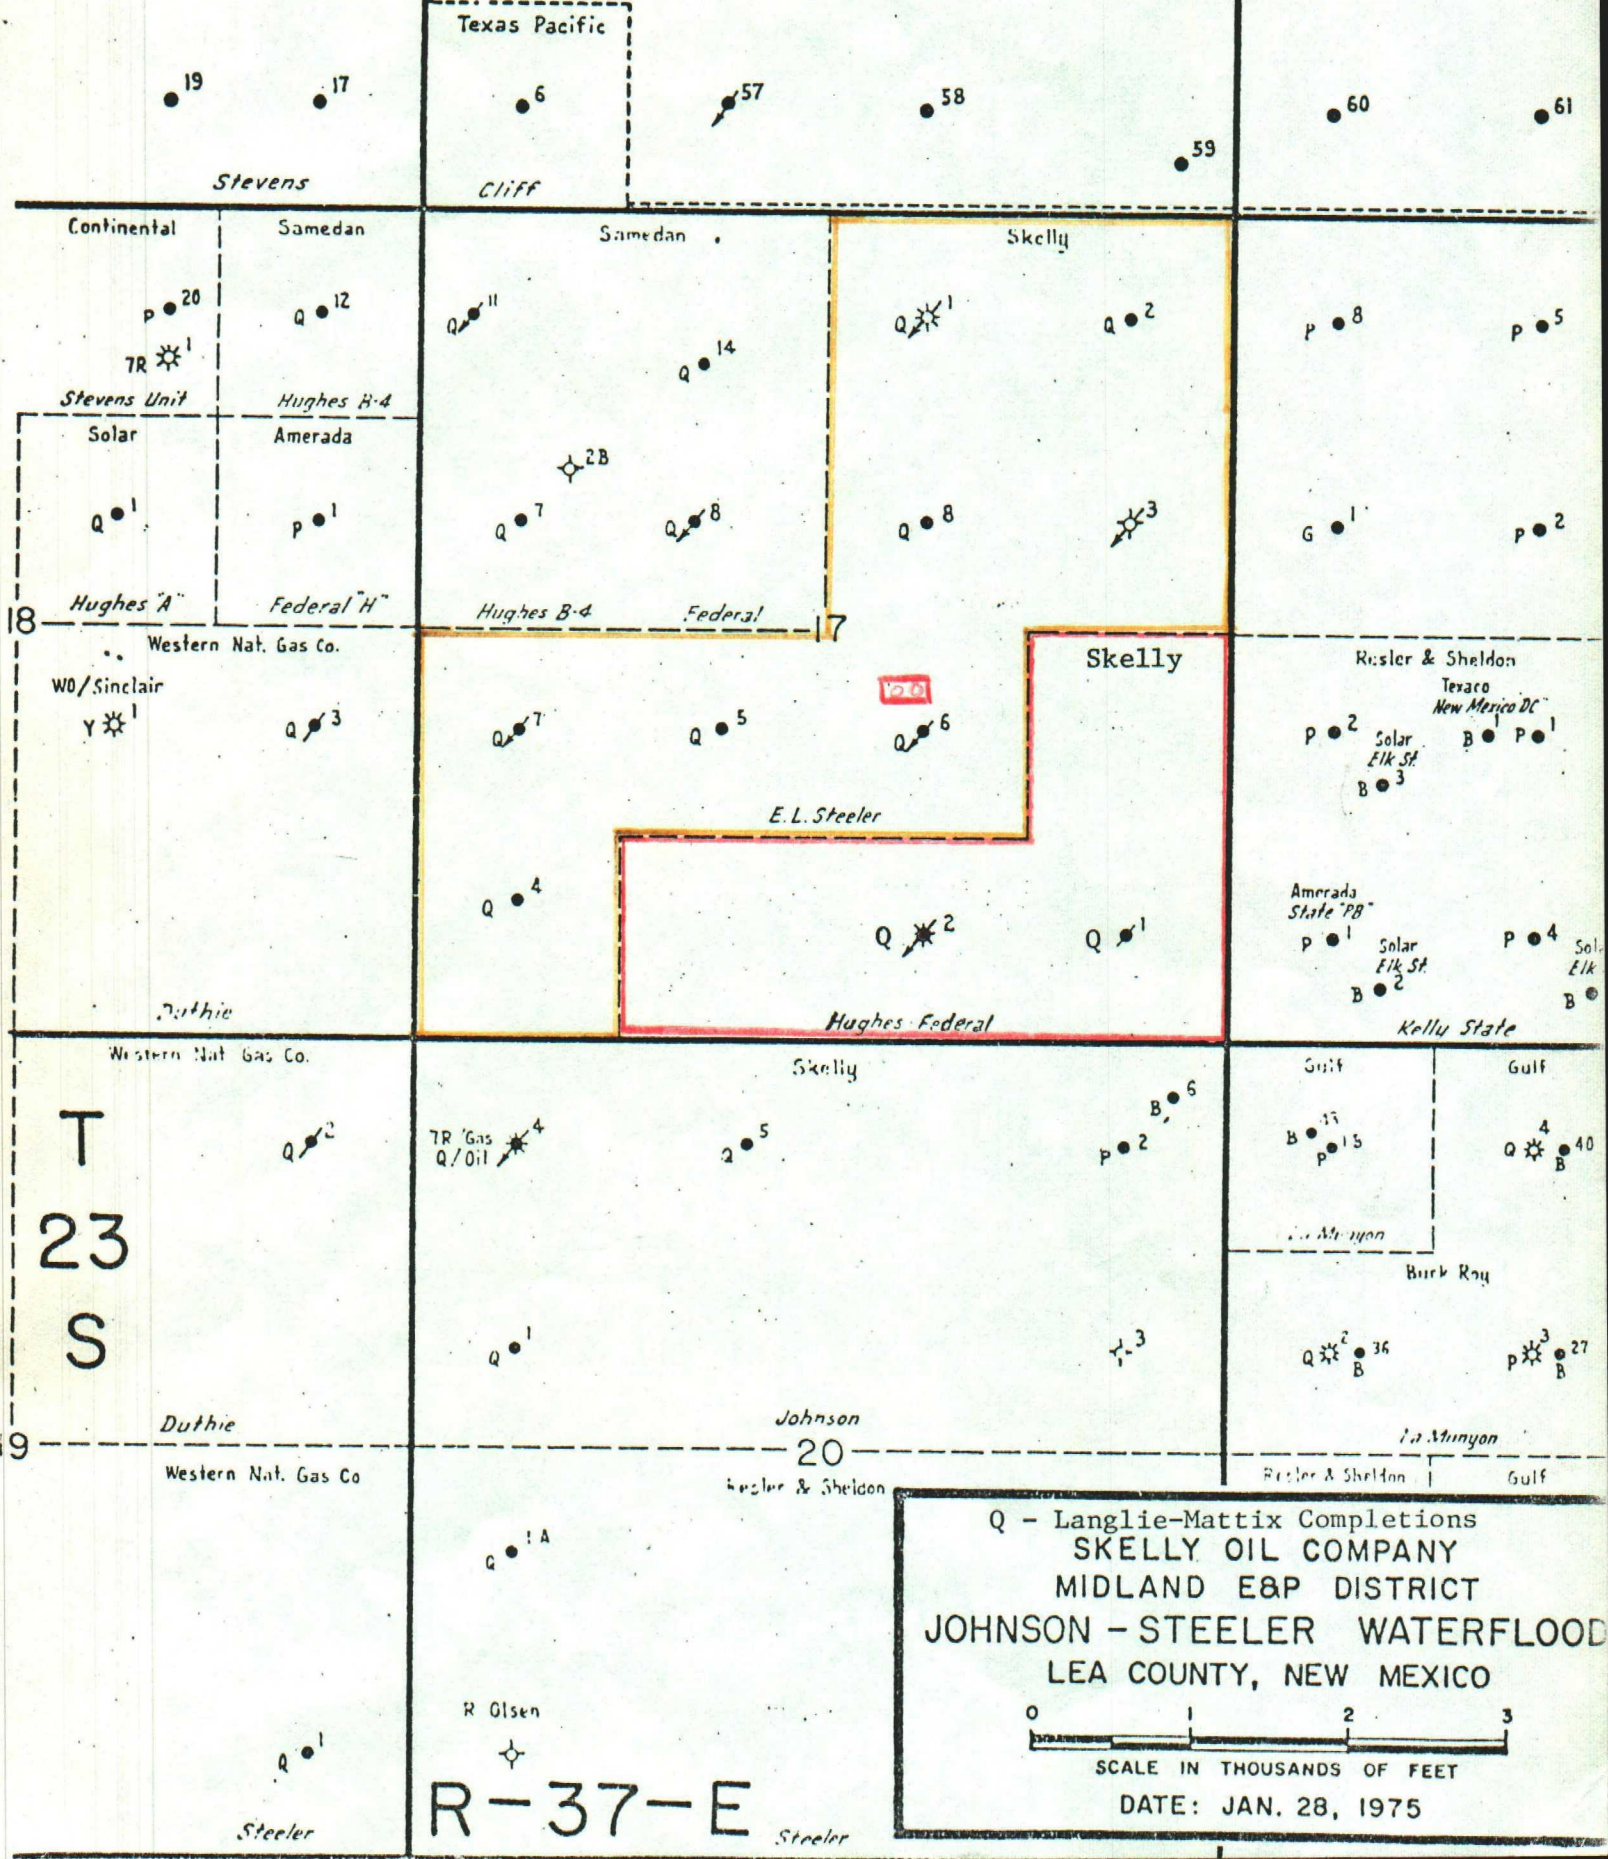 Texas Pacific
19
17
6
57
58
59
60
61
Stevens
Cliff
Continental
Samedan
Samedan
Skelly
P 20
7R 1
Q 12
Q 11
Q 14
Q 1
Q 2
P 8
P 5
Stevens Unit
Hughes B-4
Solar
Amerada
2B
Q 1
P 1
Q 7
Q 8
Q 8
3
G 1
P 2
Hughes "A"
Federal "H"
Hughes B-4
Federal
18
17
Western Nat. Gas Co.
Skelly
Resler & Sheldon
WO/Sinclair
Y 1
Q 3
Q 7
Q 5
Q 6
Texaco
New Mexico "DC"
P 2
B 1
P 1
Solar
Elk St.
B 3
E.L. Steeler
Q 4
Q 2
Q 1
Amerada
State "PB"
P 1
Solar
Elk St.
B 2
P 4
Elk
B
Duthie
Hughes Federal
Kelly State
Western Nat Gas Co.
Skelly
Gulf
Gulf
T
23
S
Q 2
7R Gas
Q/Oil
4
5
B 6
P 2
B
P 15
Q 4
B 40
La Munyon
Buck Roy
Q 1
3
Q 2
B 36
P 3
B 27
Duthie
Johnson
La Munyon
9
20
Western Nat. Gas Co
Resler & Sheldon
Resler & Sheldon
Gulf
Q 1A
R Olsen
Q 1
Steeler
R-37-E
Steeler
Q - Langlie-Mattix Completions
SKELLY OIL COMPANY
MIDLAND E&P DISTRICT
JOHNSON - STEELER WATERFLOOD
LEA COUNTY, NEW MEXICO
0 1 2 3
SCALE IN THOUSANDS OF FEET
DATE: JAN. 28, 1975